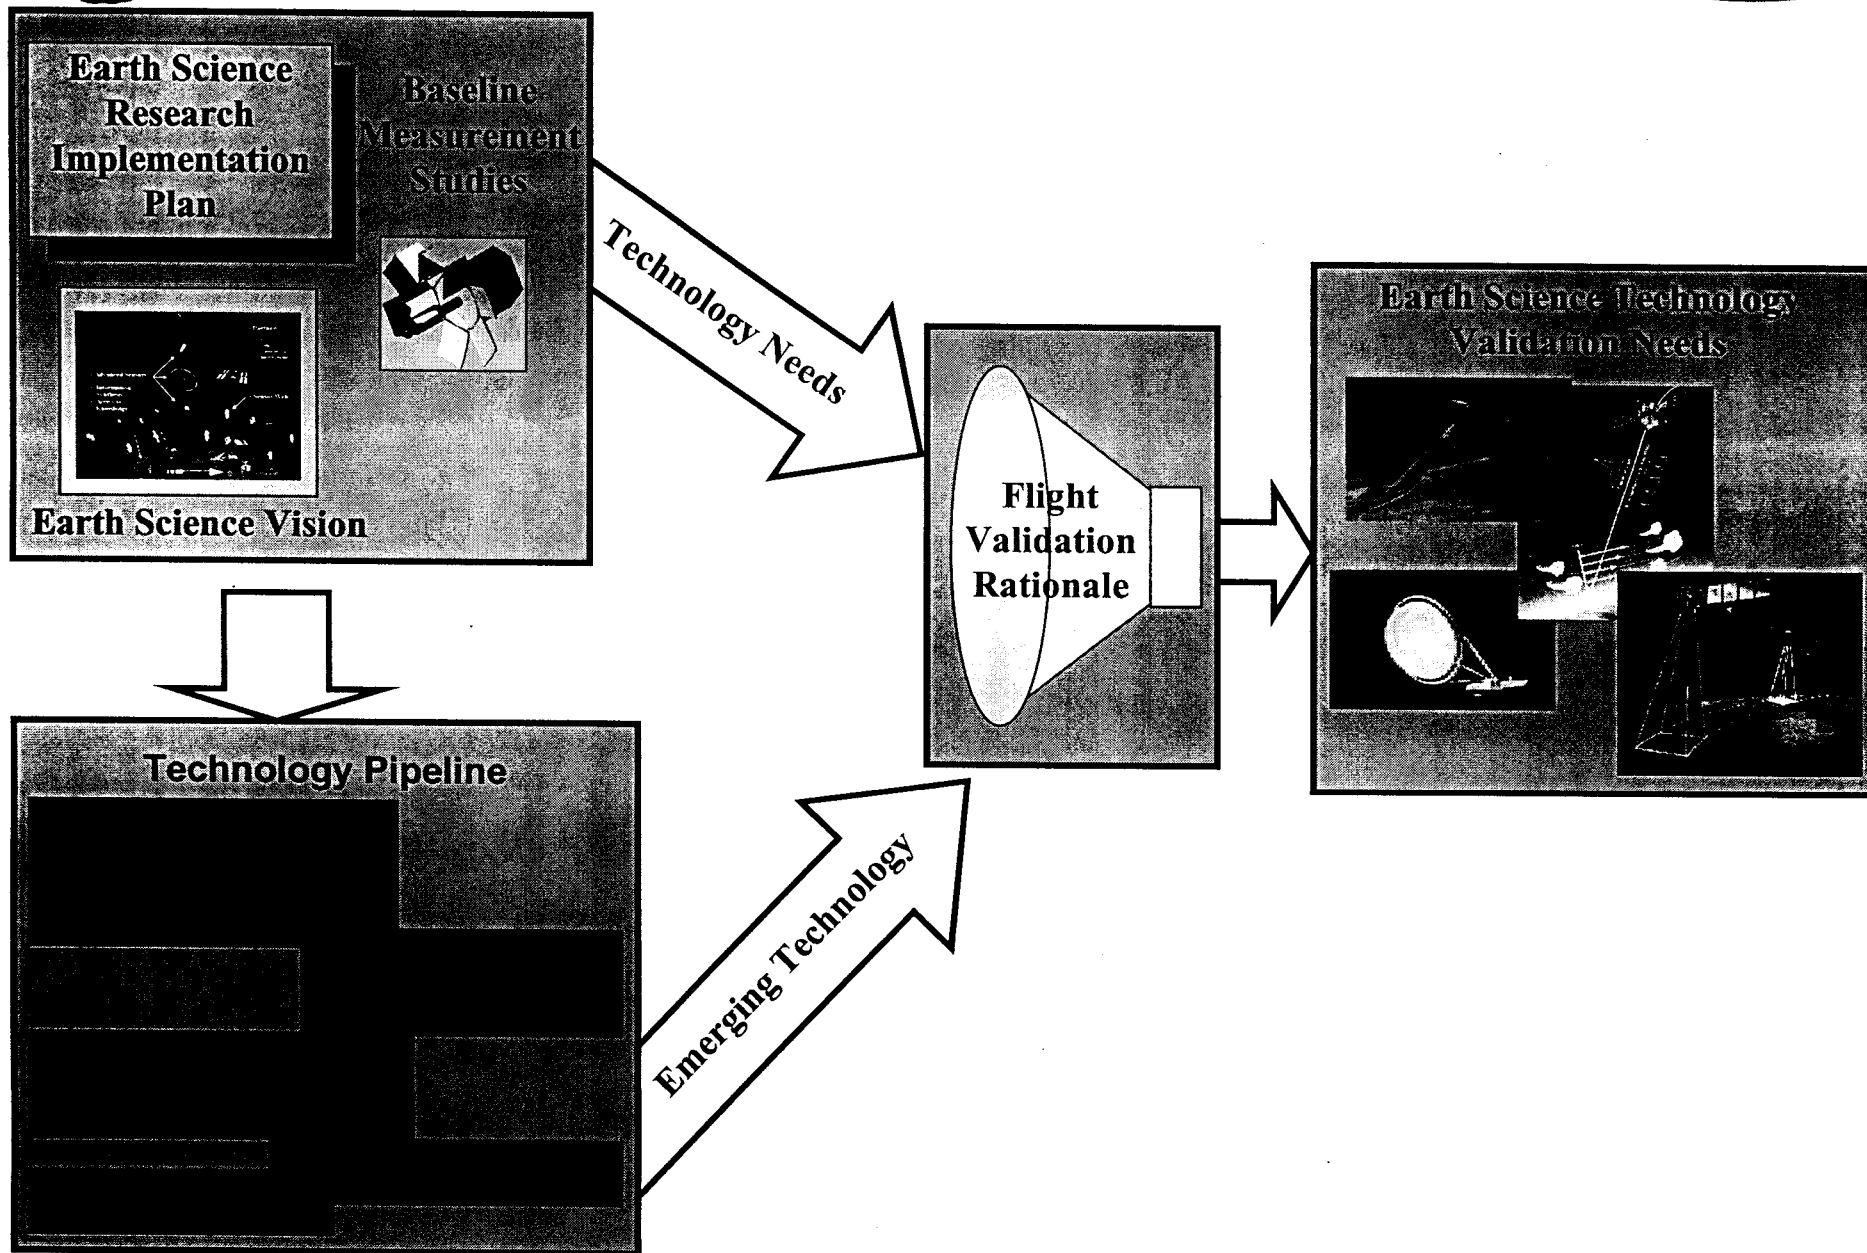 Earth Science
Research
Implementation
Plan
Baseline
Measurement
Studies
Earth Science Vision
Technology Needs
Technology Pipeline
Emerging Technology
Flight
Validation
Rationale
Earth Science Technology
Validation Needs